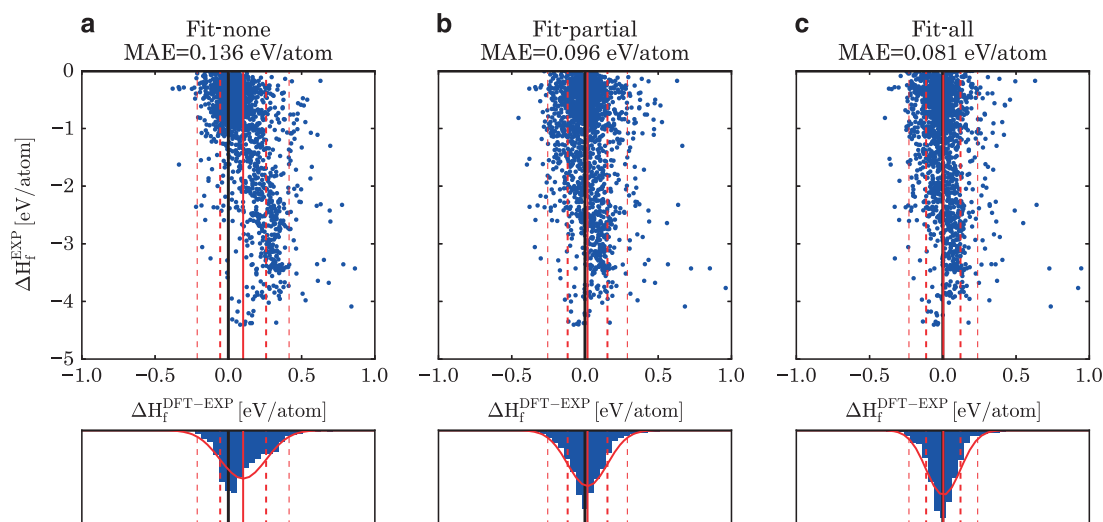 a Fit-none
MAE=0.136 eV/atom
b Fit-partial
MAE=0.096 eV/atom
c Fit-all
MAE=0.081 eV/atom
ΔH_f^EXP [eV/atom]
0
−1
−2
−3
−4
−5
−1.0 −0.5 0.0 0.5 1.0
−1.0 −0.5 0.0 0.5 1.0
−1.0 −0.5 0.0 0.5 1.0
ΔH_f^DFT−EXP [eV/atom]
ΔH_f^DFT−EXP [eV/atom]
ΔH_f^DFT−EXP [eV/atom]